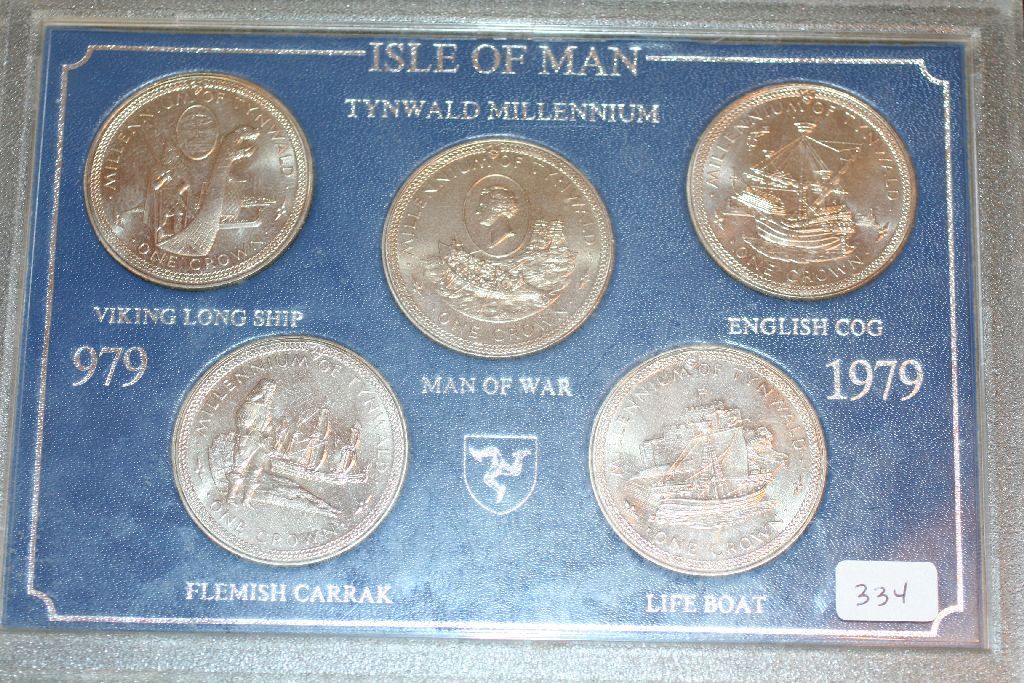 ISLE OF MAN
TYNWALD MILLENNIUM
MILLENNIUM OF TYNWALD
ONE CROWN
MILLENNIUM OF TYNWALD
ONE CROWN
MILLENNIUM OF TYNWALD
ONE CROWN
VIKING LONG SHIP
ENGLISH COG
979
MAN OF WAR
1979
MILLENNIUM OF TYNWALD
ONE CROWN
MILLENNIUM OF TYNWALD
ONE CROWN
FLEMISH CARRAK
LIFE BOAT
334